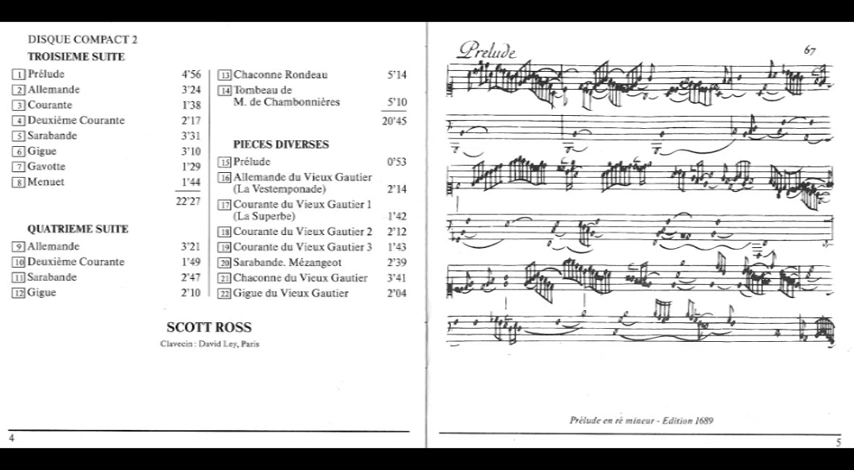 DISQUE COMPACT 2
TROISIEME SUITE
1 Prélude 4'56
2 Allemande 3'24
3 Courante 1'38
4 Deuxième Courante 2'17
5 Sarabande 3'31
6 Gigue 3'10
7 Gavotte 1'29
8 Menuet 1'44
22'27
QUATRIEME SUITE
9 Allemande 3'21
10 Deuxième Courante 1'49
11 Sarabande 2'47
12 Gigue 2'10
13 Chaconne Rondeau 5'14
14 Tombeau de
M. de Chambonnières 5'10
20'45
PIECES DIVERSES
15 Prélude 0'53
16 Allemande du Vieux Gautier
(La Vestemponade) 2'14
17 Courante du Vieux Gautier 1
(La Superbe) 1'42
18 Courante du Vieux Gautier 2 2'12
19 Courante du Vieux Gautier 3 1'43
20 Sarabande. Mézangeot 2'39
21 Chaconne du Vieux Gautier 3'41
22 Gigue du Vieux Gautier 2'04
SCOTT ROSS
Clavecin : David Ley, Paris
4
Prelude 67
Prélude en ré mineur - Edition 1689
5